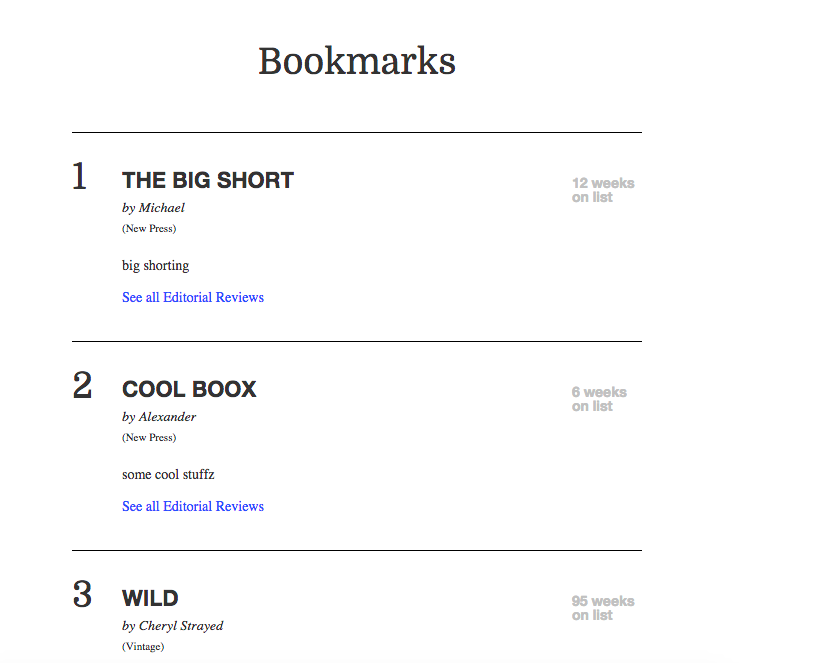 Bookmarks
1
THE BIG SHORT
12 weeks
on list
by Michael
(New Press)
big shorting
See all Editorial Reviews
2
COOL BOOX
6 weeks
on list
by Alexander
(New Press)
some cool stuffz
See all Editorial Reviews
3
WILD
95 weeks
on list
by Cheryl Strayed
(Vintage)